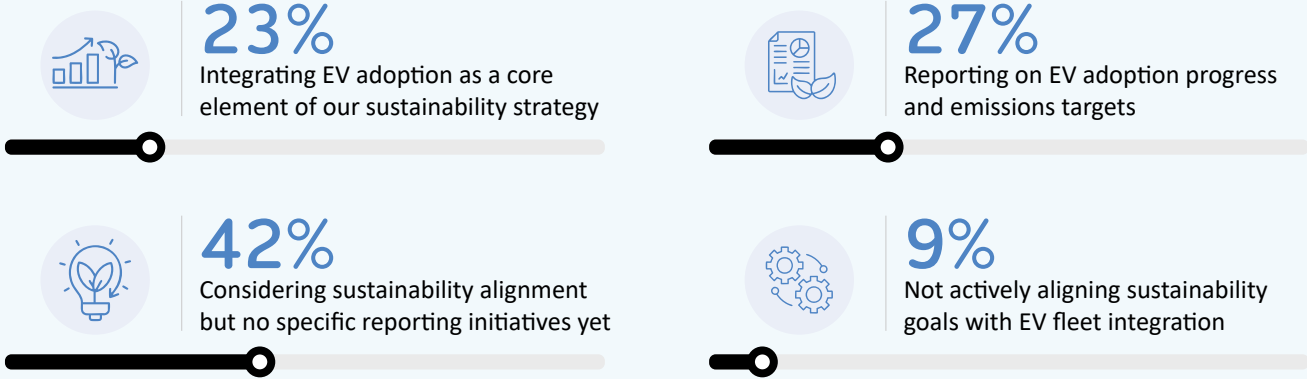 23%
Integrating EV adoption as a core
element of our sustainability strategy
27%
Reporting on EV adoption progress
and emissions targets
42%
Considering sustainability alignment
but no specific reporting initiatives yet
9%
Not actively aligning sustainability
goals with EV fleet integration